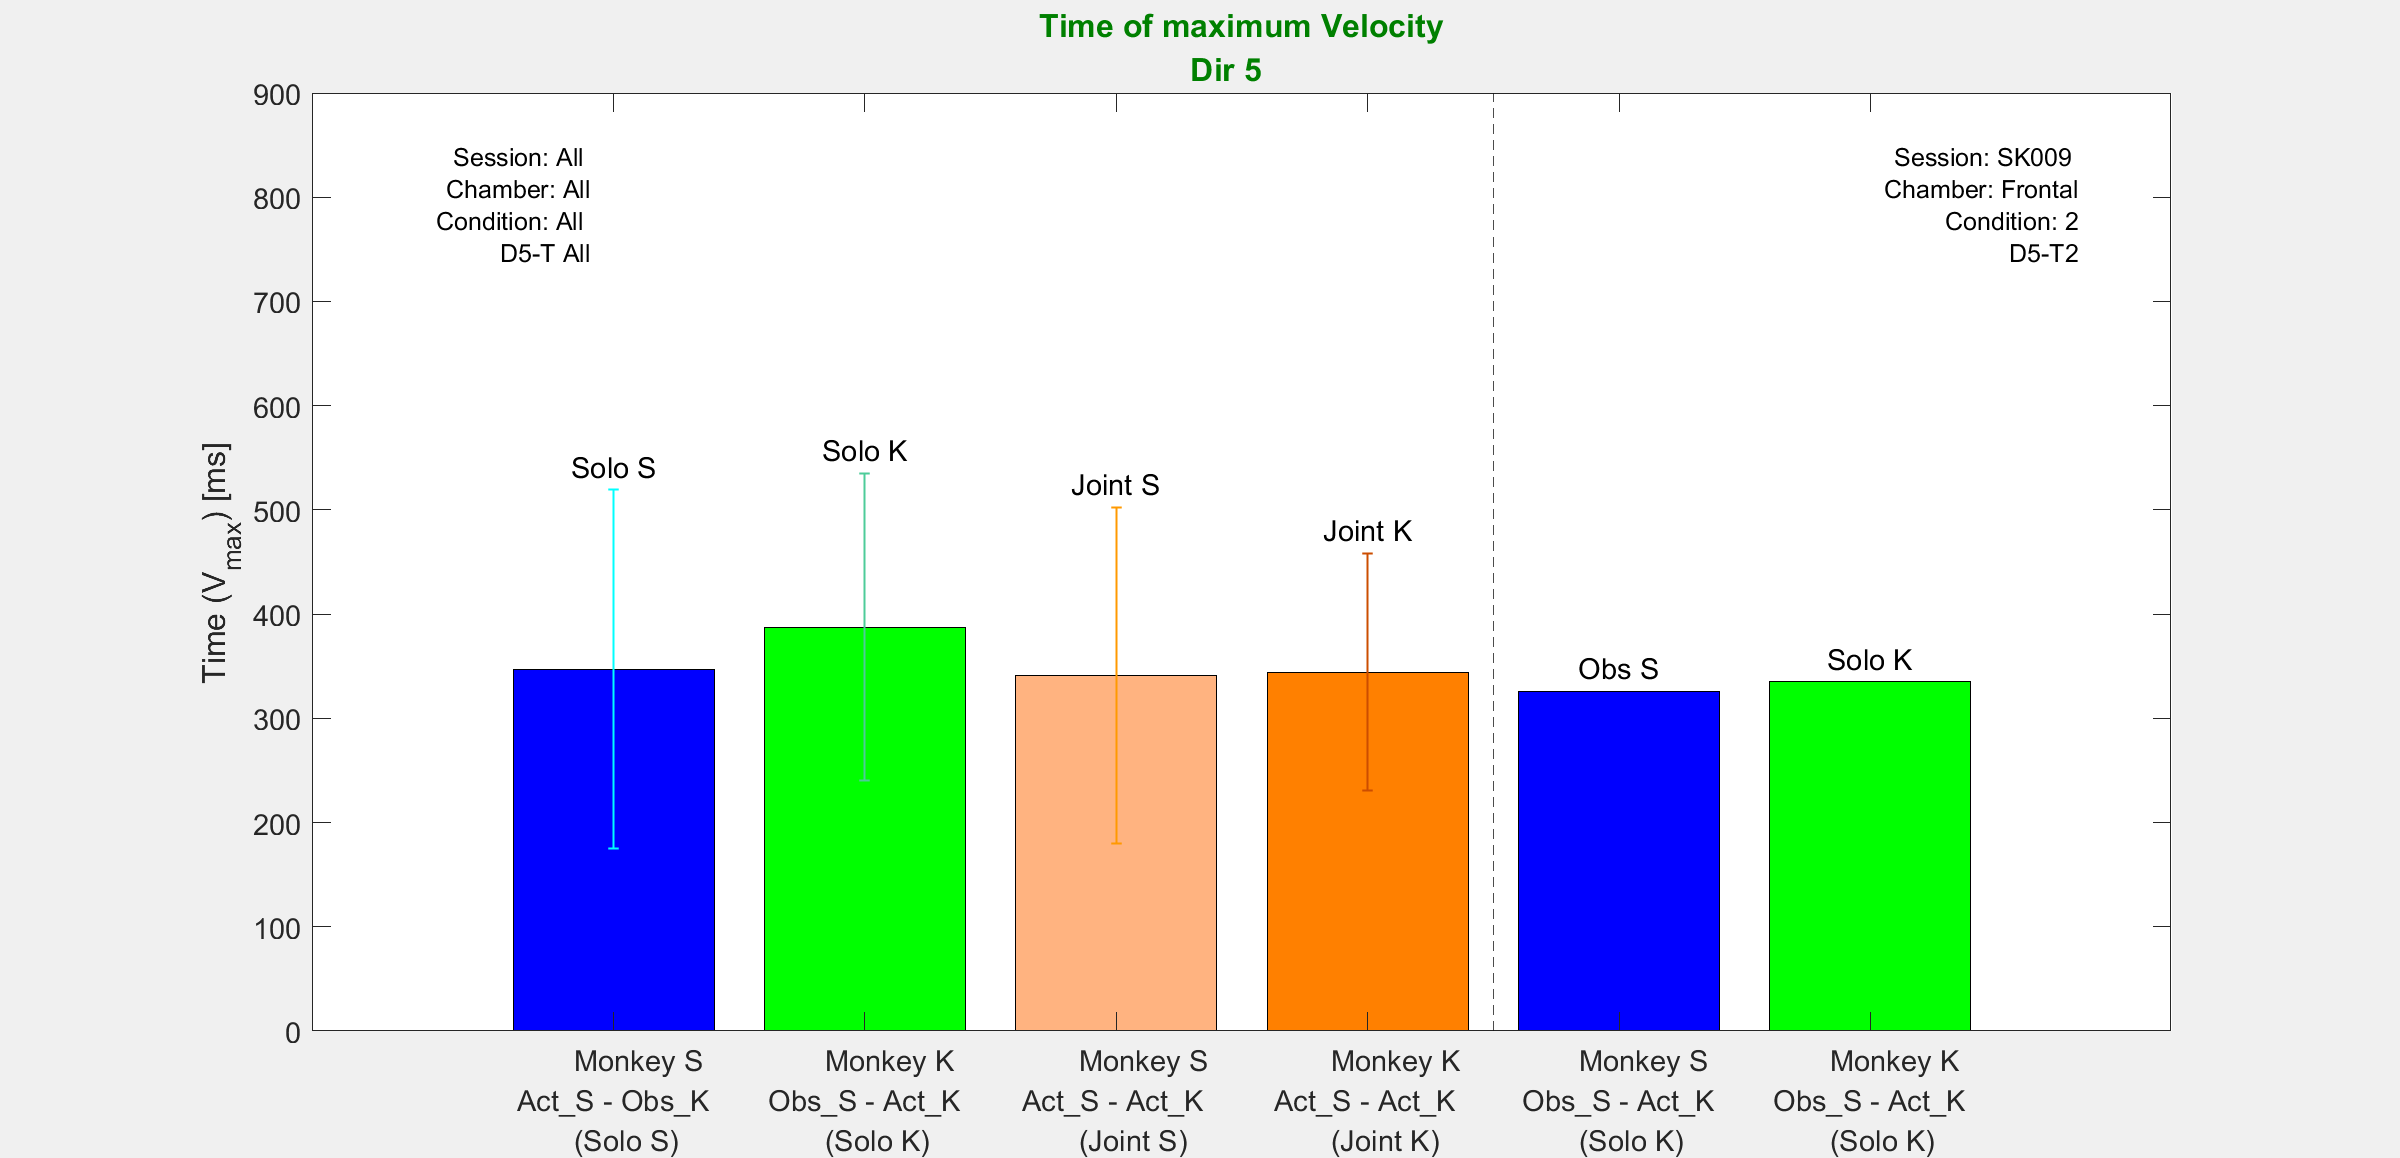 Time of maximum Velocity
Dir 5
Time (V_max) [ms]
900
800
700
600
500
400
300
200
100
0
Session: All
Chamber: All
Condition: All
D5-T All
Session: SK009
Chamber: Frontal
Condition: 2
D5-T2
Solo S
Solo K
Joint S
Joint K
Obs S
Solo K
Monkey S
Act_S - Obs_K
(Solo S)
Monkey K
Obs_S - Act_K
(Solo K)
Monkey S
Act_S - Act_K
(Joint S)
Monkey K
Act_S - Act_K
(Joint K)
Monkey S
Obs_S - Act_K
(Solo K)
Monkey K
Obs_S - Act_K
(Solo K)